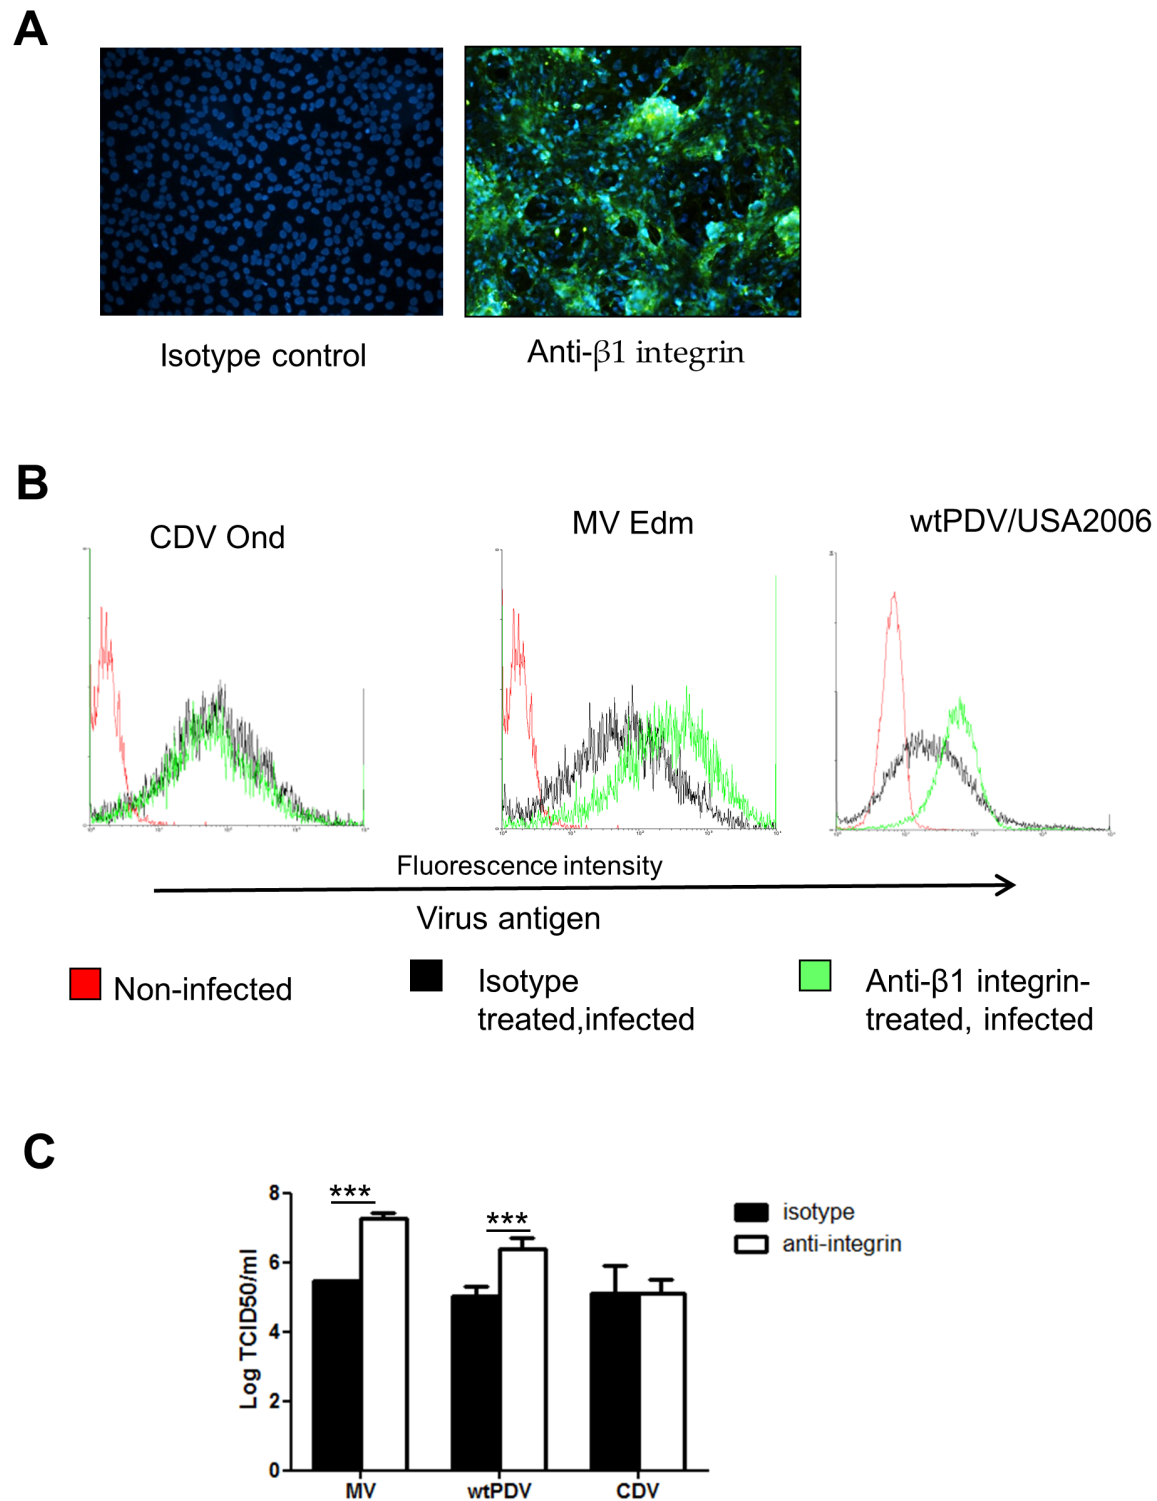 A
Isotype control
Anti-β1 integrin
B
CDV Ond
MV Edm
wtPDV/USA2006
Fluorescence intensity
Virus antigen
Non-infected
Isotype
treated,infected
Anti-β1 integrin-
treated, infected
C
8
6
4
2
0
Log TCID50/ml
***
***
isotype
anti-integrin
MV
wtPDV
CDV